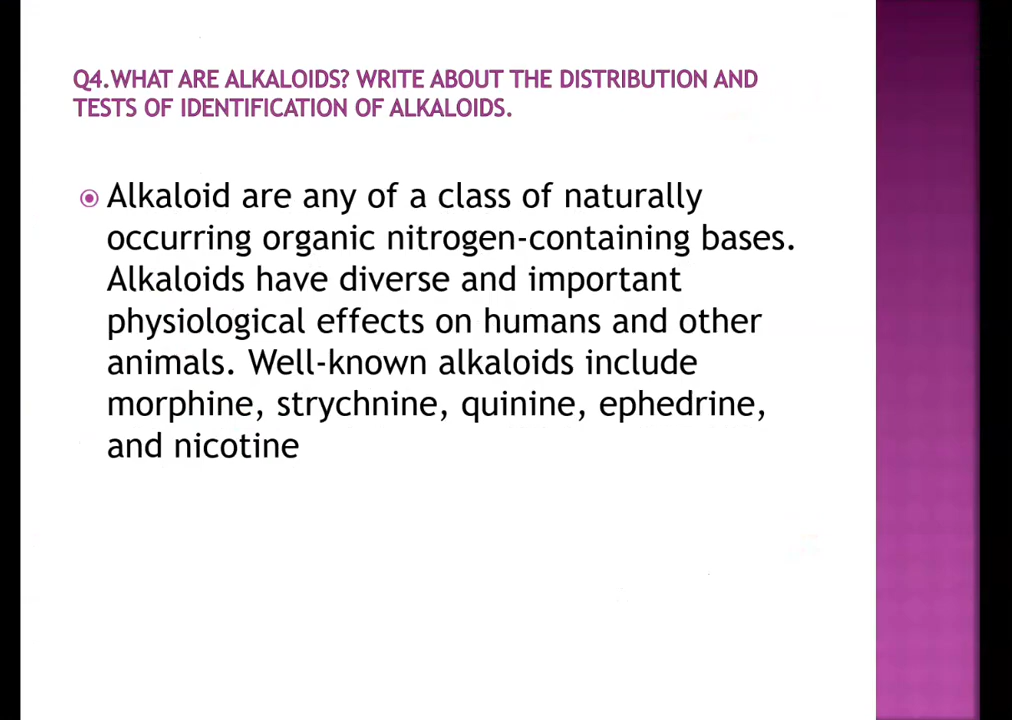 Q4.WHAT ARE ALKALOIDS? WRITE ABOUT THE DISTRIBUTION AND
TESTS OF IDENTIFICATION OF ALKALOIDS.
Alkaloid are any of a class of naturally
occurring organic nitrogen-containing bases.
Alkaloids have diverse and important
physiological effects on humans and other
animals. Well-known alkaloids include
morphine, strychnine, quinine, ephedrine,
and nicotine